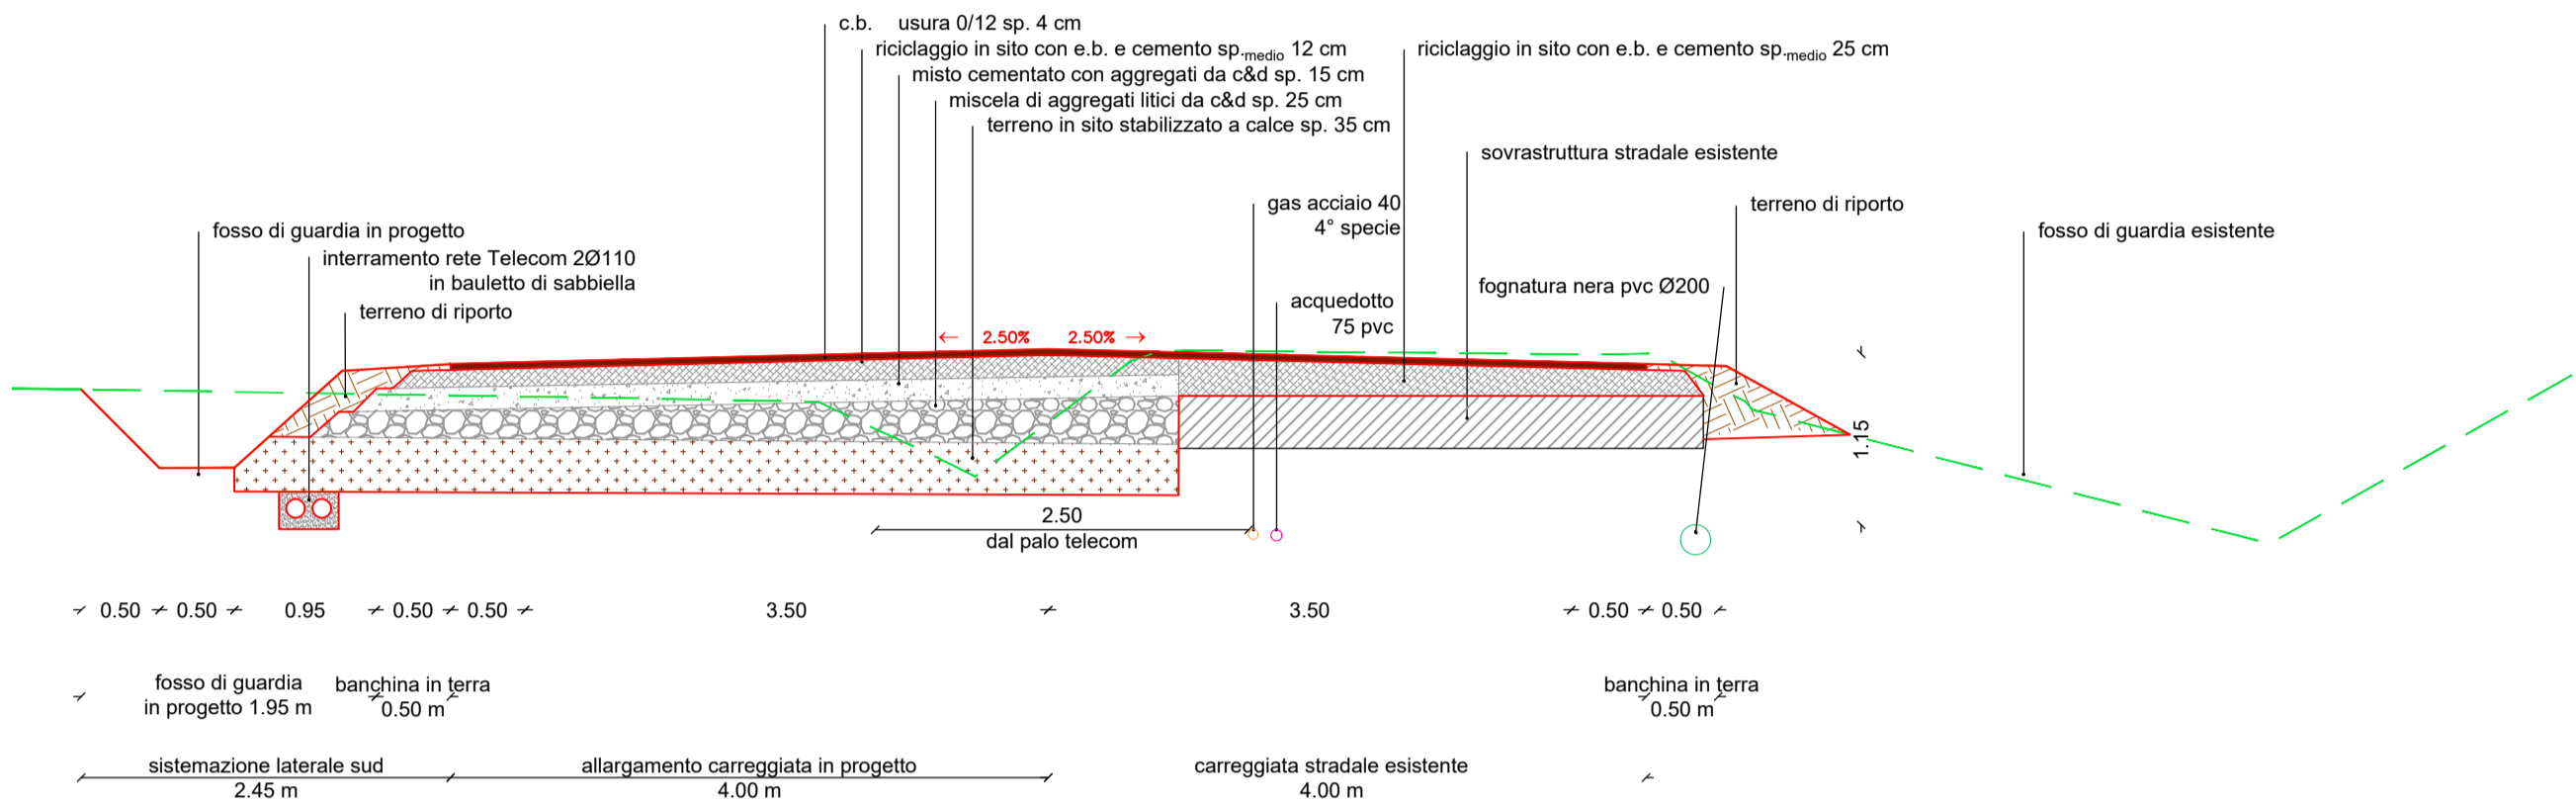 c.b. usura 0/12 sp. 4 cm
riciclaggio in sito con e.b. e cemento sp.medio 12 cm
riciclaggio in sito con e.b. e cemento sp.medio 25 cm
misto cementato con aggregati da c&d sp. 15 cm
miscela di aggregati litici da c&d sp. 25 cm
terreno in sito stabilizzato a calce sp. 35 cm
sovrastruttura stradale esistente
gas acciaio 40
4° specie
terreno di riporto
fosso di guardia in progetto
fosso di guardia esistente
interramento rete Telecom 2Ø110
in bauletto di sabbiella
fognatura nera pvc Ø200
acquedotto
75 pvc
terreno di riporto
← 2.50% 2.50% →
1.15
2.50
dal palo telecom
0.50 0.50 0.95 0.50 0.50 3.50 3.50 0.50 0.50
fosso di guardia
in progetto 1.95 m
banchina in terra
0.50 m
banchina in terra
0.50 m
sistemazione laterale sud
2.45 m
allargamento carreggiata in progetto
4.00 m
carreggiata stradale esistente
4.00 m